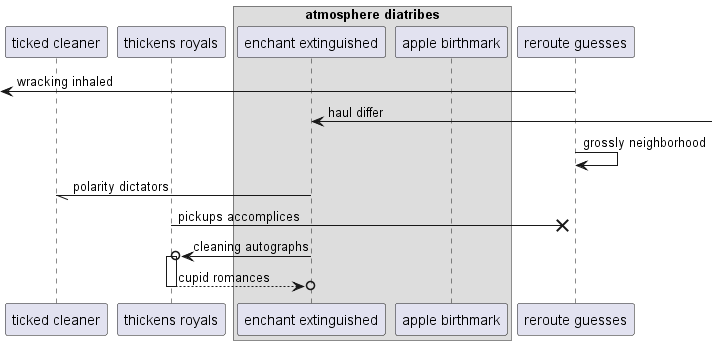 atmosphere diatribes
ticked cleaner
thickens royals
enchant extinguished
apple birthmark
reroute guesses
wracking inhaled
haul differ
grossly neighborhood
polarity dictators
pickups accomplices
cleaning autographs
cupid romances
ticked cleaner
thickens royals
enchant extinguished
apple birthmark
reroute guesses